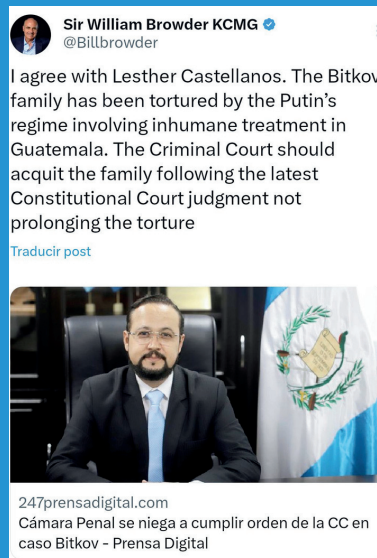 Sir William Browder KCMG
@Billbrowder
I agree with Lesther Castellanos. The Bitkov
family has been tortured by the Putin's
regime involving inhumane treatment in
Guatemala. The Criminal Court should
acquit the family following the latest
Constitutional Court judgment not
prolonging the torture
Traducir post
247prensadigital.com
Cámara Penal se niega a cumplir orden de la CC en
caso Bitkov - Prensa Digital